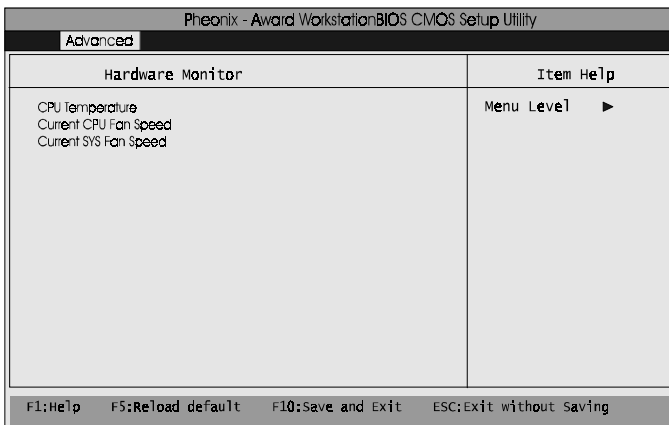 Pheonix - Award WorkstationBIOS CMOS Setup Utility
Advanced
Hardware Monitor
Item Help
CPU Temperature
Current CPU Fan Speed
Current SYS Fan Speed
Menu Level ►
F1:Help F5:Reload default F10:Save and Exit ESC:Exit without Saving